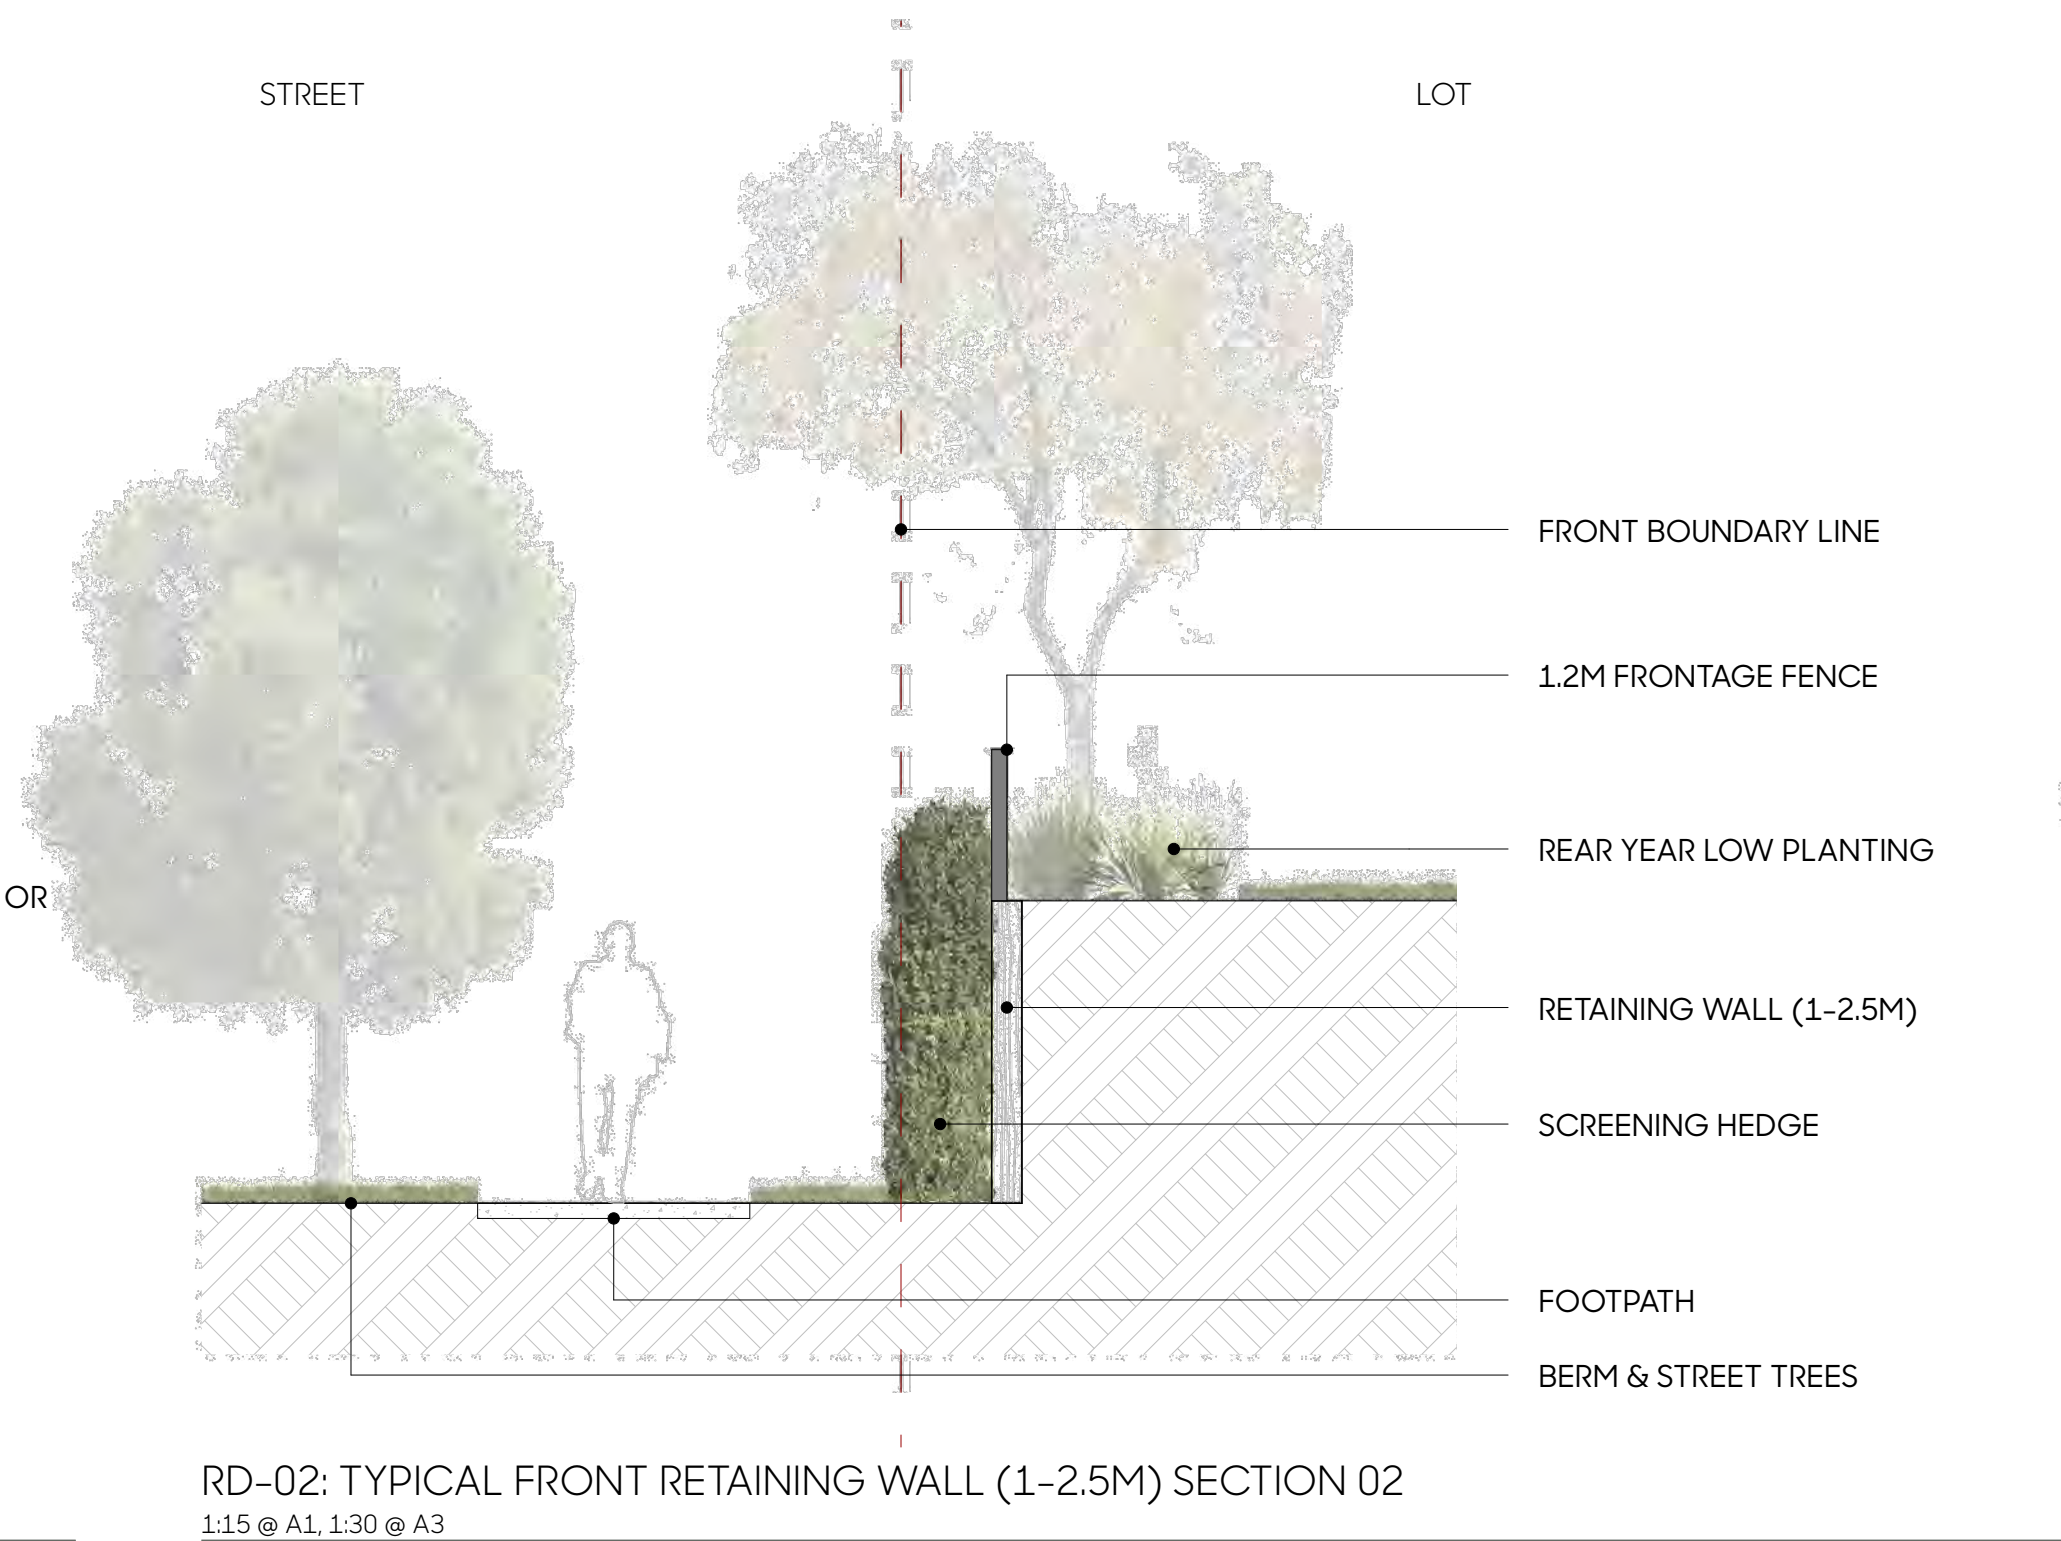 STREET
LOT
FRONT BOUNDARY LINE
1.2M FRONTAGE FENCE
REAR YEAR LOW PLANTING
OR
RETAINING WALL (1-2.5M)
SCREENING HEDGE
FOOTPATH
BERM & STREET TREES
RD-02: TYPICAL FRONT RETAINING WALL (1-2.5M) SECTION 02
1:15 @ A1, 1:30 @ A3